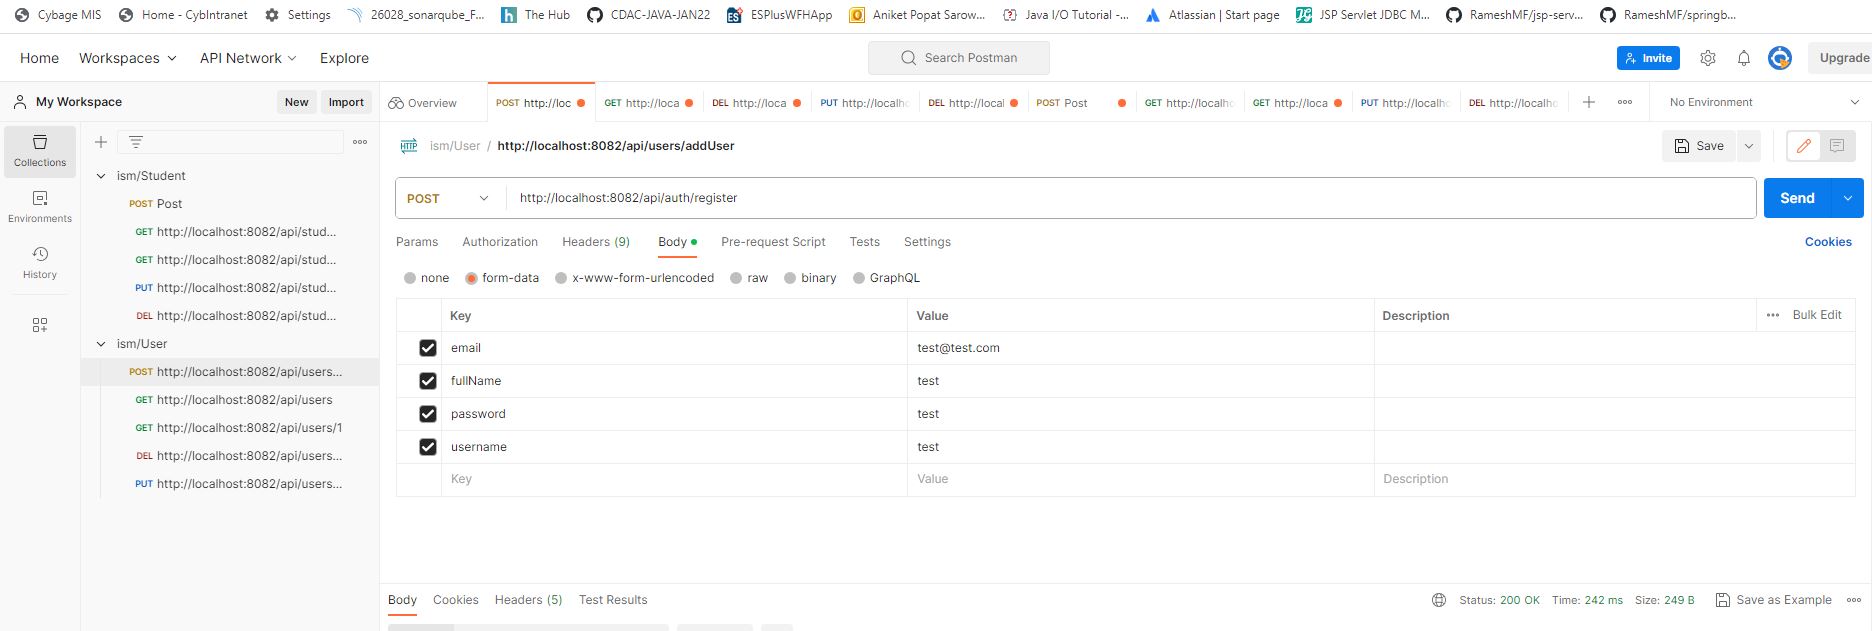 Cybage MIS Home - CybIntranet Settings 26028_sonarqube_F... The Hub CDAC-JAVA-JAN22 ESPlusWFHApp Aniket Popat Sarow... Java I/O Tutorial -... Atlassian | Start page JSP Servlet JDBC M... RameshMF/jsp-serv... RameshMF/springb...
Home Workspaces API Network Explore Search Postman Invite Upgrade
My Workspace New Import Overview POST http://loc GET http://loca DEL http://loca PUT http://localho DEL http://local POST Post GET http://localho GET http://loca PUT http://localho DEL http://localho No Environment
Collections
Environments
History
ism/Student
POST Post
GET http://localhost:8082/api/stud...
GET http://localhost:8082/api/stud...
PUT http://localhost:8082/api/stud...
DEL http://localhost:8082/api/stud...
ism/User
POST http://localhost:8082/api/users...
GET http://localhost:8082/api/users
GET http://localhost:8082/api/users/1
DEL http://localhost:8082/api/users...
PUT http://localhost:8082/api/users...
HTTP ism/User / http://localhost:8082/api/users/addUser Save
POST http://localhost:8082/api/auth/register Send
Params Authorization Headers (9) Body Pre-request Script Tests Settings Cookies
none form-data x-www-form-urlencoded raw binary GraphQL
Key Value Description Bulk Edit
email test@test.com
fullName test
password test
username test
Key Value Description
Body Cookies Headers (5) Test Results Status: 200 OK Time: 242 ms Size: 249 B Save as Example